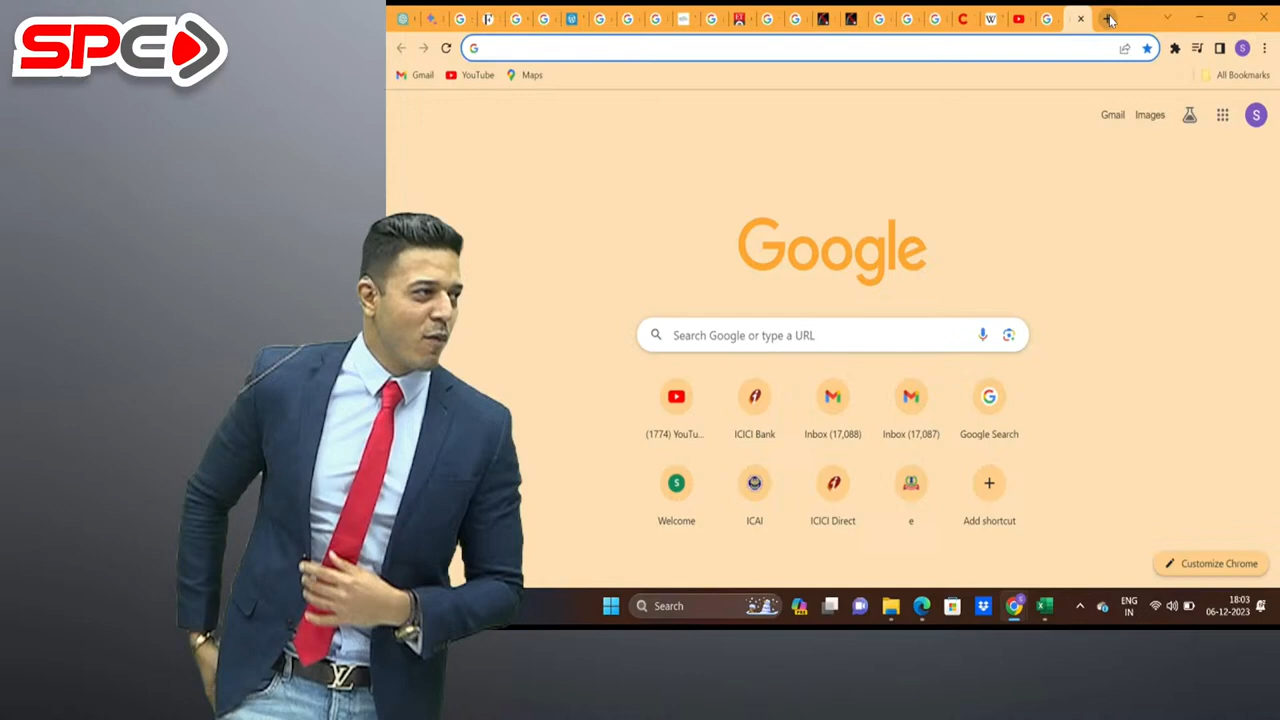 SPC
Gmail
YouTube
Maps
All Bookmarks
Gmail
Images
S
Google
Search Google or type a URL
(1774) YouTu...
ICICI Bank
Inbox (17,088)
Inbox (17,087)
Google Search
S
Welcome
ICAI
ICICI Direct
e
Add shortcut
Customize Chrome
Search
ENG
IN
18:03
06-12-2023